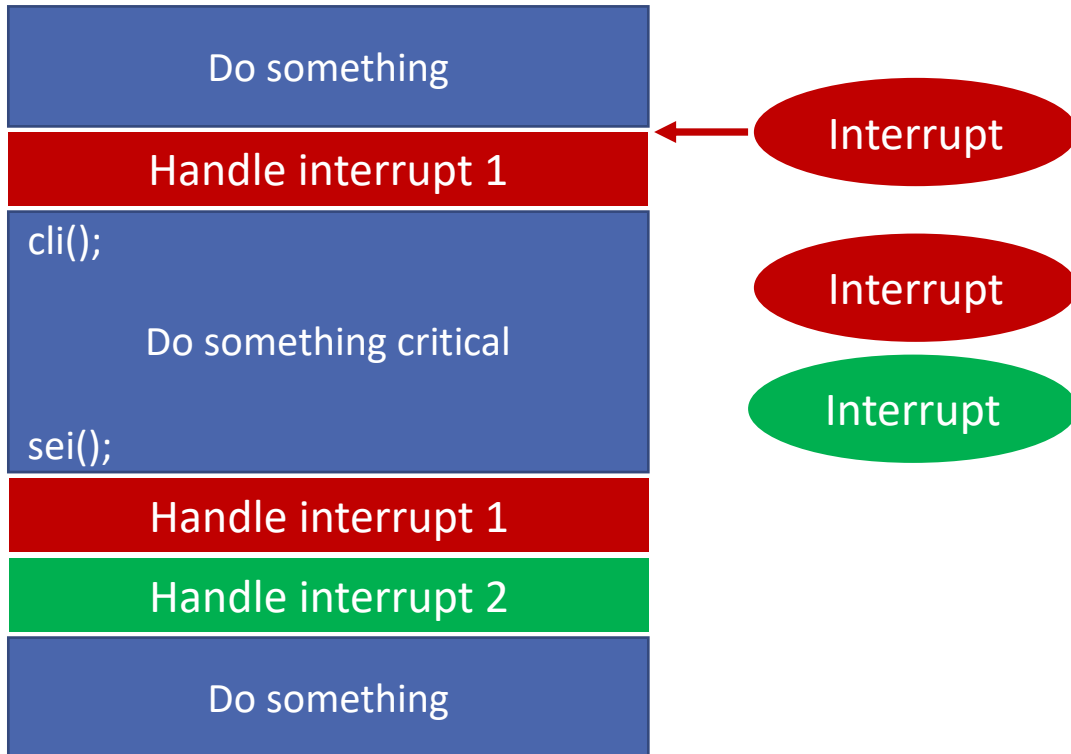 Do something
Interrupt
Handle interrupt 1
cli();
Interrupt
Do something critical
Interrupt
sei();
Handle interrupt 1
Handle interrupt 2
Do something